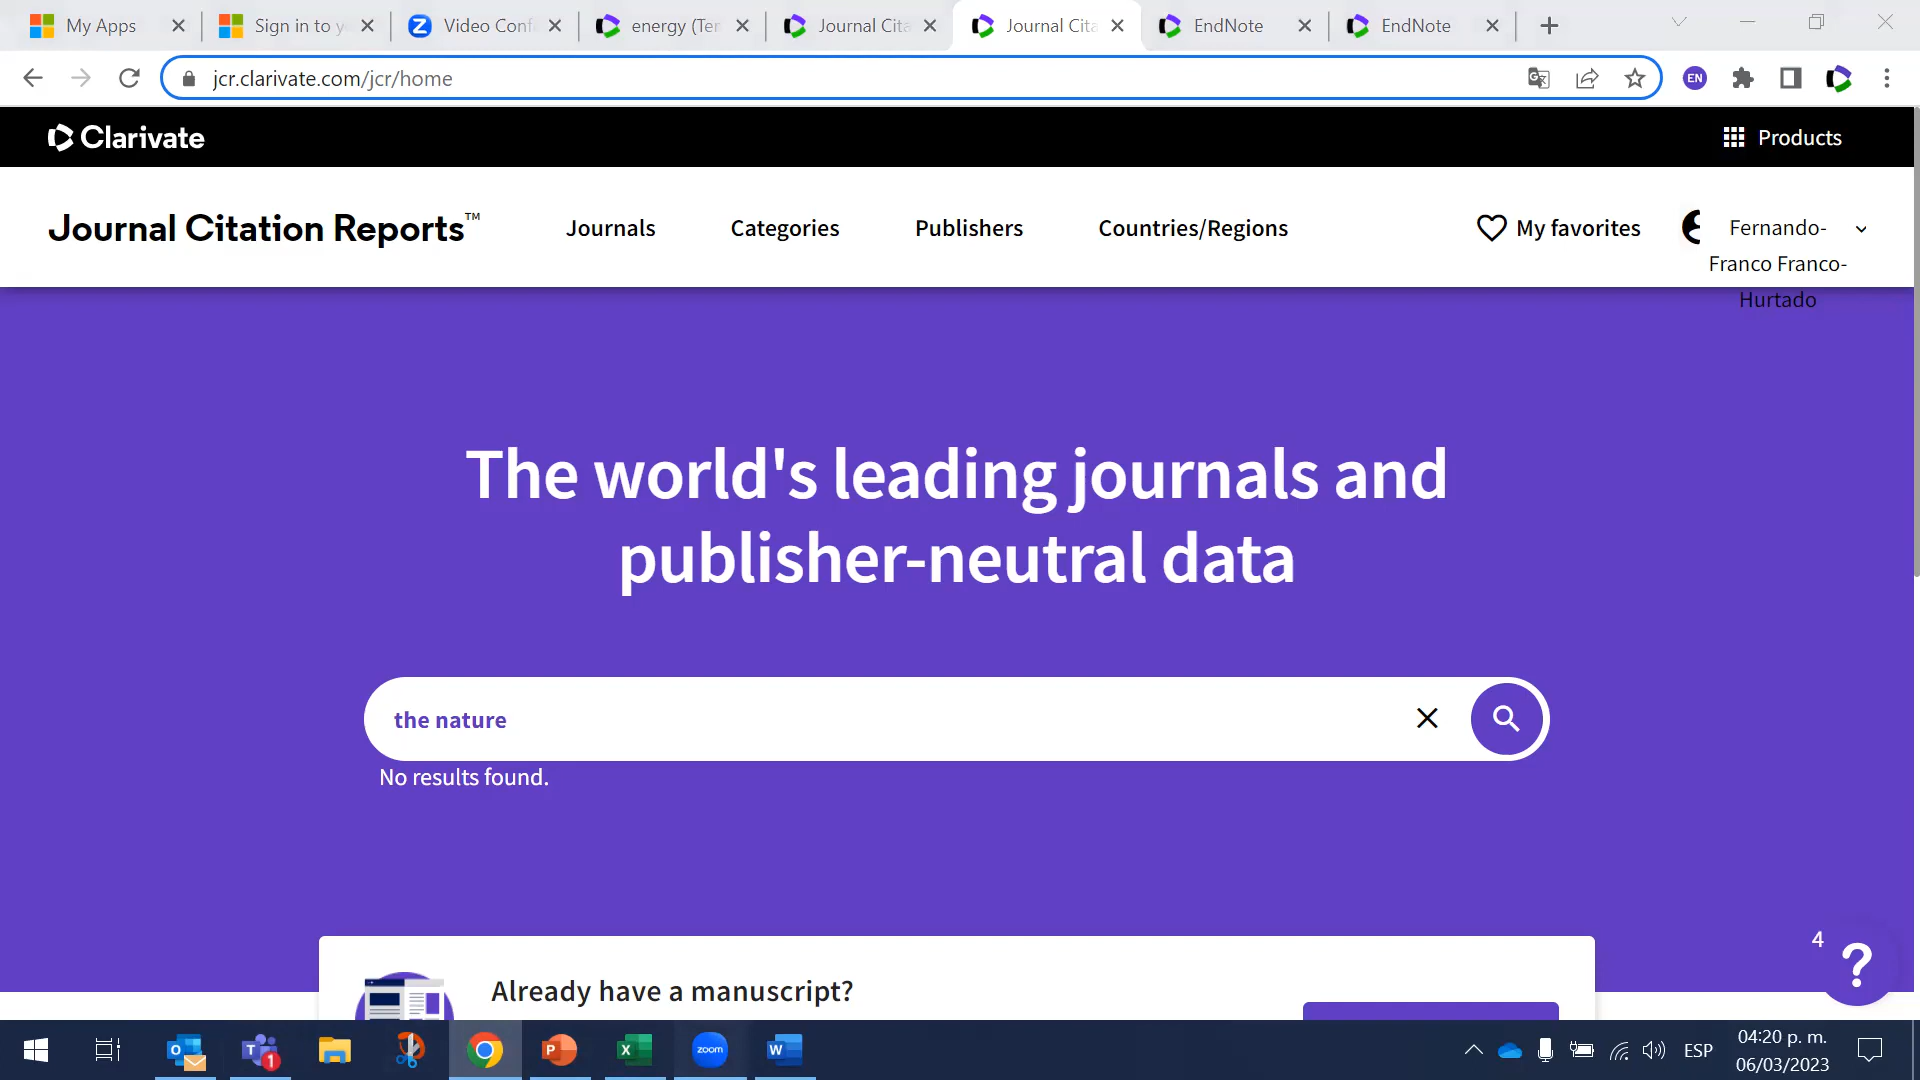 My Apps
Sign in to y
Video Conf
energy (Ter
Journal Cita
Journal Cita
EndNote
EndNote
jcr.clarivate.com/jcr/home
EN
Clarivate
Products
Journal Citation Reports™
Journals
Categories
Publishers
Countries/Regions
My favorites
Fernando-
Franco Franco-
Hurtado
The world's leading journals and
publisher-neutral data
the nature
No results found.
4
?
Already have a manuscript?
1
zoom
ESP
04:20 p. m.
06/03/2023